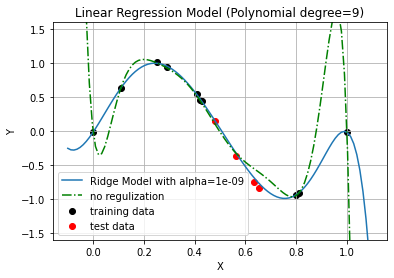 Linear Regression Model (Polynomial degree=9)
1.5
1.0
0.5
0.0
-0.5
-1.0
-1.5
Y
Ridge Model with alpha=1e-09
no regulization
training data
test data
0.0 0.2 0.4 0.6 0.8 1.0
X